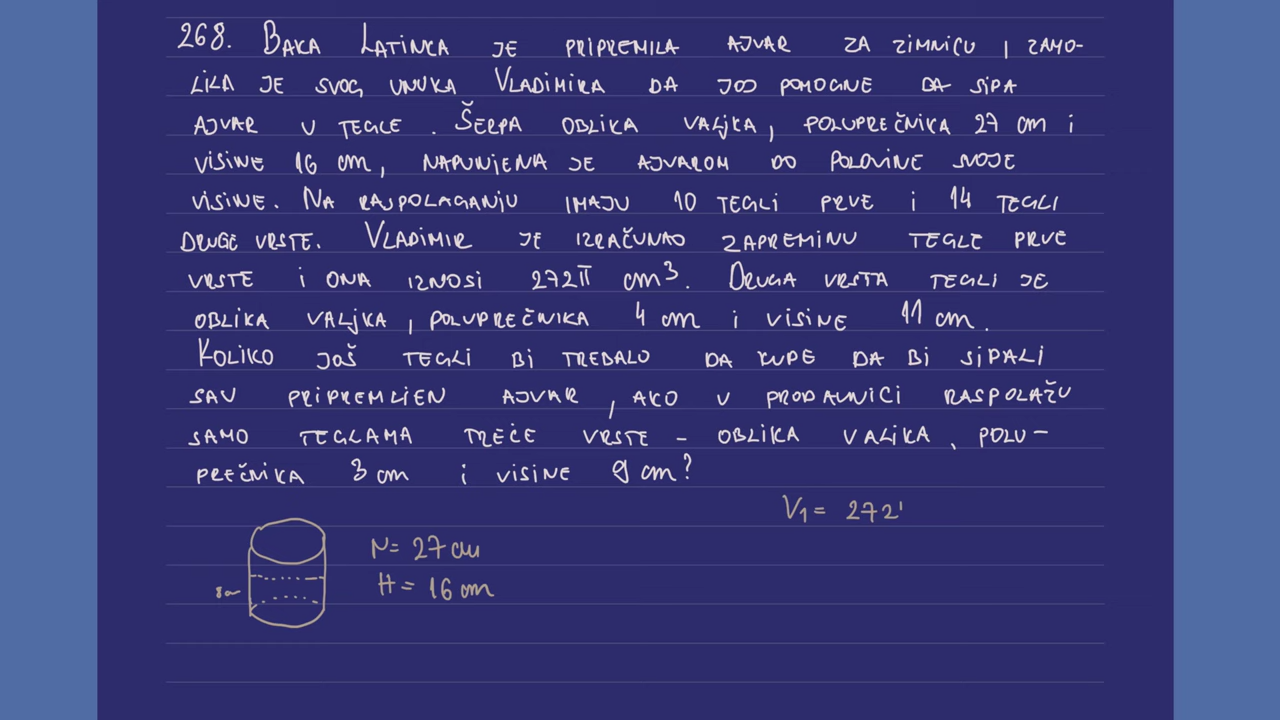 268. BAKA LATINKA JE PRIPREMILA AJVAR ZA ZIMNICU, ZAMO-
LILA JE SVOG UNUKA VLADIMIRA DA JOJ POMOGNE DA SIPA
AJVAR U TEGLE. ŠERPA OBLIKA VALJKA, POLUPREČNIKA 27 cm i
VISINE 16 cm, NAPUNJENA JE AJVAROM DO POLOVINE SVOJE
VISINE. NA RASPOLAGANJU IMAJU 10 TEGLI PRVE i 14 TEGLI
DRUGE VRSTE. VLADIMIR JE IZRAČUNAO ZAPREMINU TEGLE PRVE
VRSTE i ONA IZNOSI 272π cm³. DRUGA VRSTA TEGLI JE
OBLIKA VALJKA, POLUPREČNIKA 4 cm i VISINE 11 cm.
KOLIKO JOŠ TEGLI BI TREBALO DA KUPE DA BI SIPALI
SAV PRIPREMLJEN AJVAR, AKO U PRODAVNICI RASPOLAŽU
SAMO TEGLAMA TREĆE VRSTE - OBLIKA VALJKA, POLU-
PREČNIKA 3 cm i VISINE 9 cm?
V₁ = 272
r = 27 cm
H = 16 cm